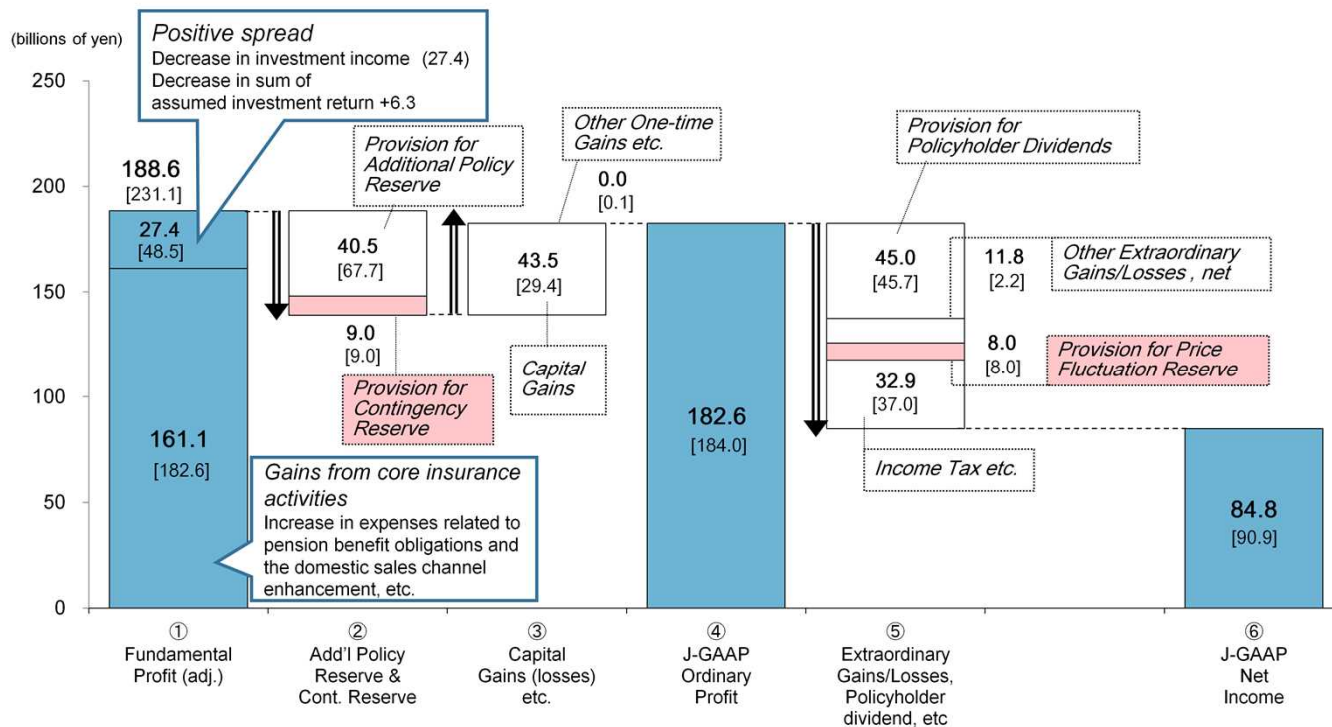 (billions of yen)
Positive spread
Decrease in investment income (27.4)
Decrease in sum of
assumed investment return +6.3
250
200
150
100
50
0
188.6
[231.1]
27.4
[48.5]
161.1
[182.6]
Gains from core insurance
activities
Increase in expenses related to
pension benefit obligations and
the domestic sales channel
enhancement, etc.
Provision for
Additional Policy
Reserve
40.5
[67.7]
9.0
[9.0]
Provision for
Contingency
Reserve
Other One-time
Gains etc.
0.0
[0.1]
43.5
[29.4]
Capital
Gains
182.6
[184.0]
Provision for
Policyholder Dividends
45.0
[45.7]
11.8
[2.2]
Other Extraordinary
Gains/Losses , net
8.0
[8.0]
Provision for Price
Fluctuation Reserve
32.9
[37.0]
Income Tax etc.
84.8
[90.9]
①
Fundamental
Profit (adj.)
②
Add'l Policy
Reserve &
Cont. Reserve
③
Capital
Gains (losses)
etc.
④
J-GAAP
Ordinary
Profit
⑤
Extraordinary
Gains/Losses,
Policyholder
dividend, etc
⑥
J-GAAP
Net
Income